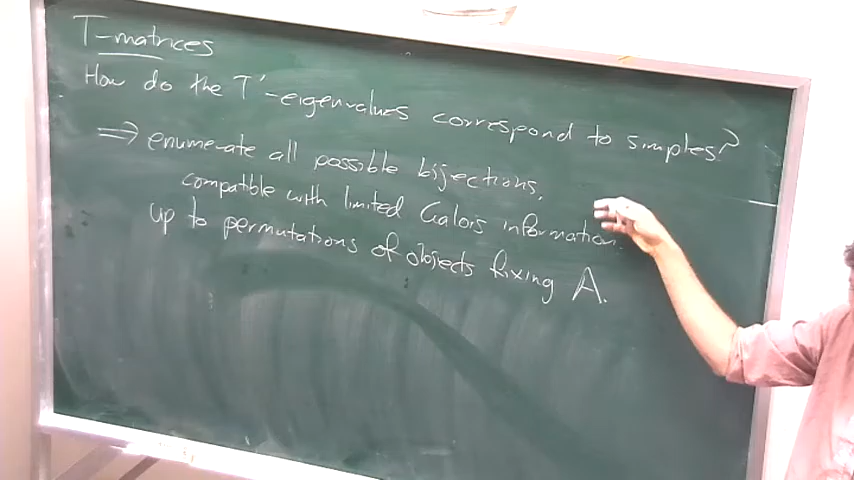 T-matrices
How do the T'-eigenvalues correspond to simples?
⟹ enumerate all possible bijections,
compatible with limited Galois information.
up to permutations of objects fixing A.